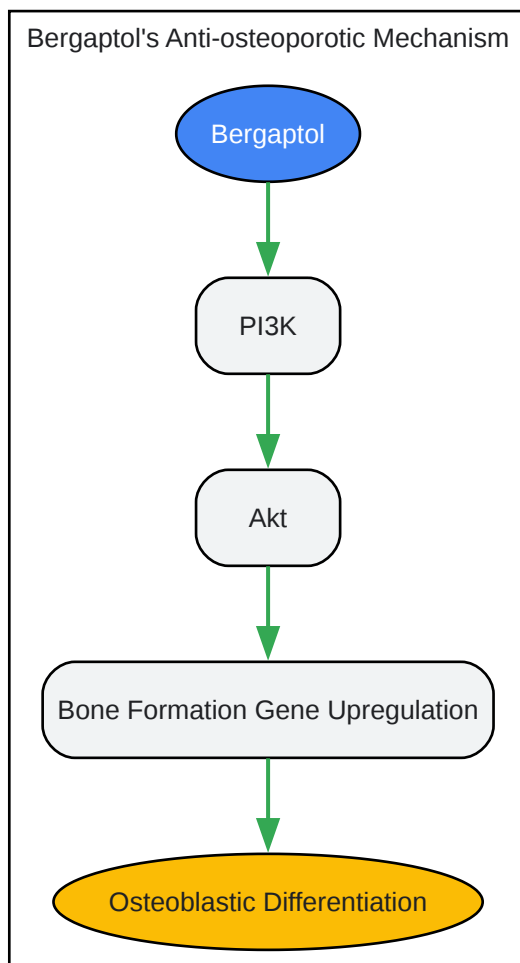 Bergaptol's Anti-osteoporotic Mechanism
Bergaptol
PI3K
Akt
Bone Formation Gene Upregulation
Osteoblastic Differentiation